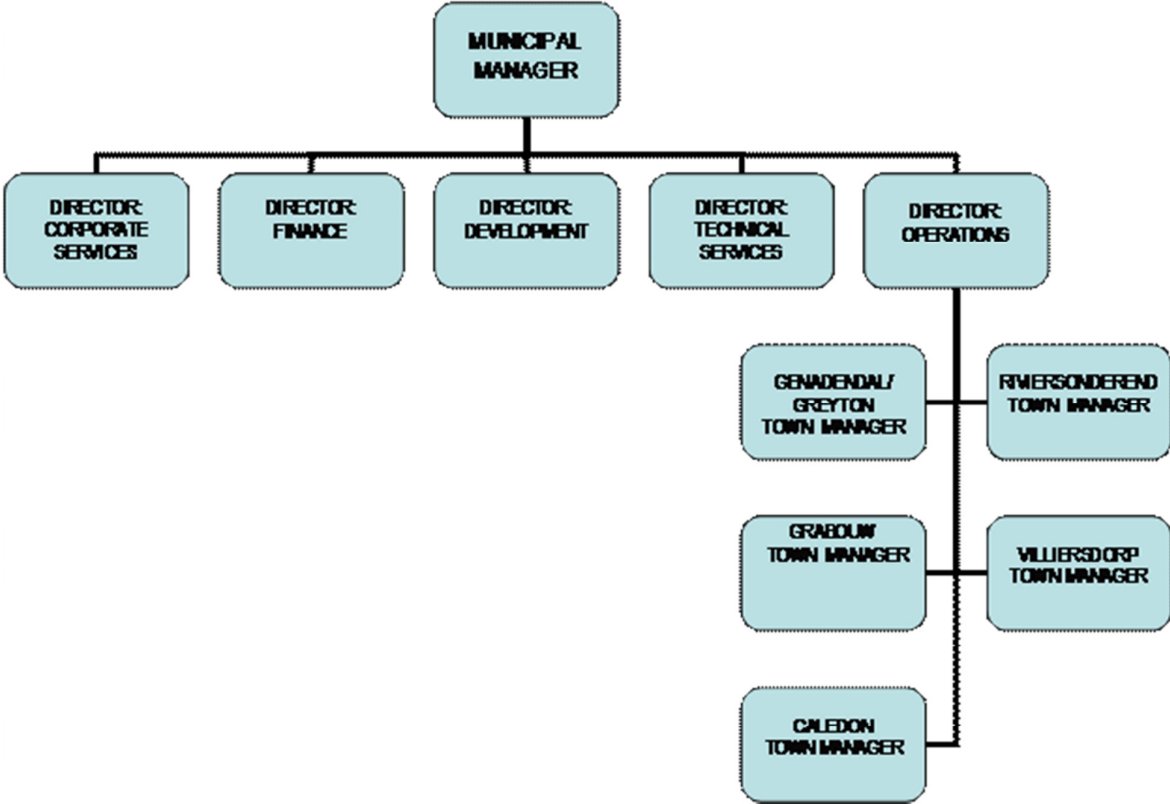 MUNICIPAL
MANAGER
DIRECTOR:
CORPORATE
SERVICES
DIRECTOR:
FINANCE
DIRECTOR:
DEVELOPMENT
DIRECTOR:
TECHNICAL
SERVICES
DIRECTOR:
OPERATIONS
GENADENDAL/
GREYTON
TOWN MANAGER
RIVIERSONDEREND
TOWN MANAGER
GRABOUW
TOWN MANAGER
VILLIERSDORP
TOWN MANAGER
CALEDON
TOWN MANAGER